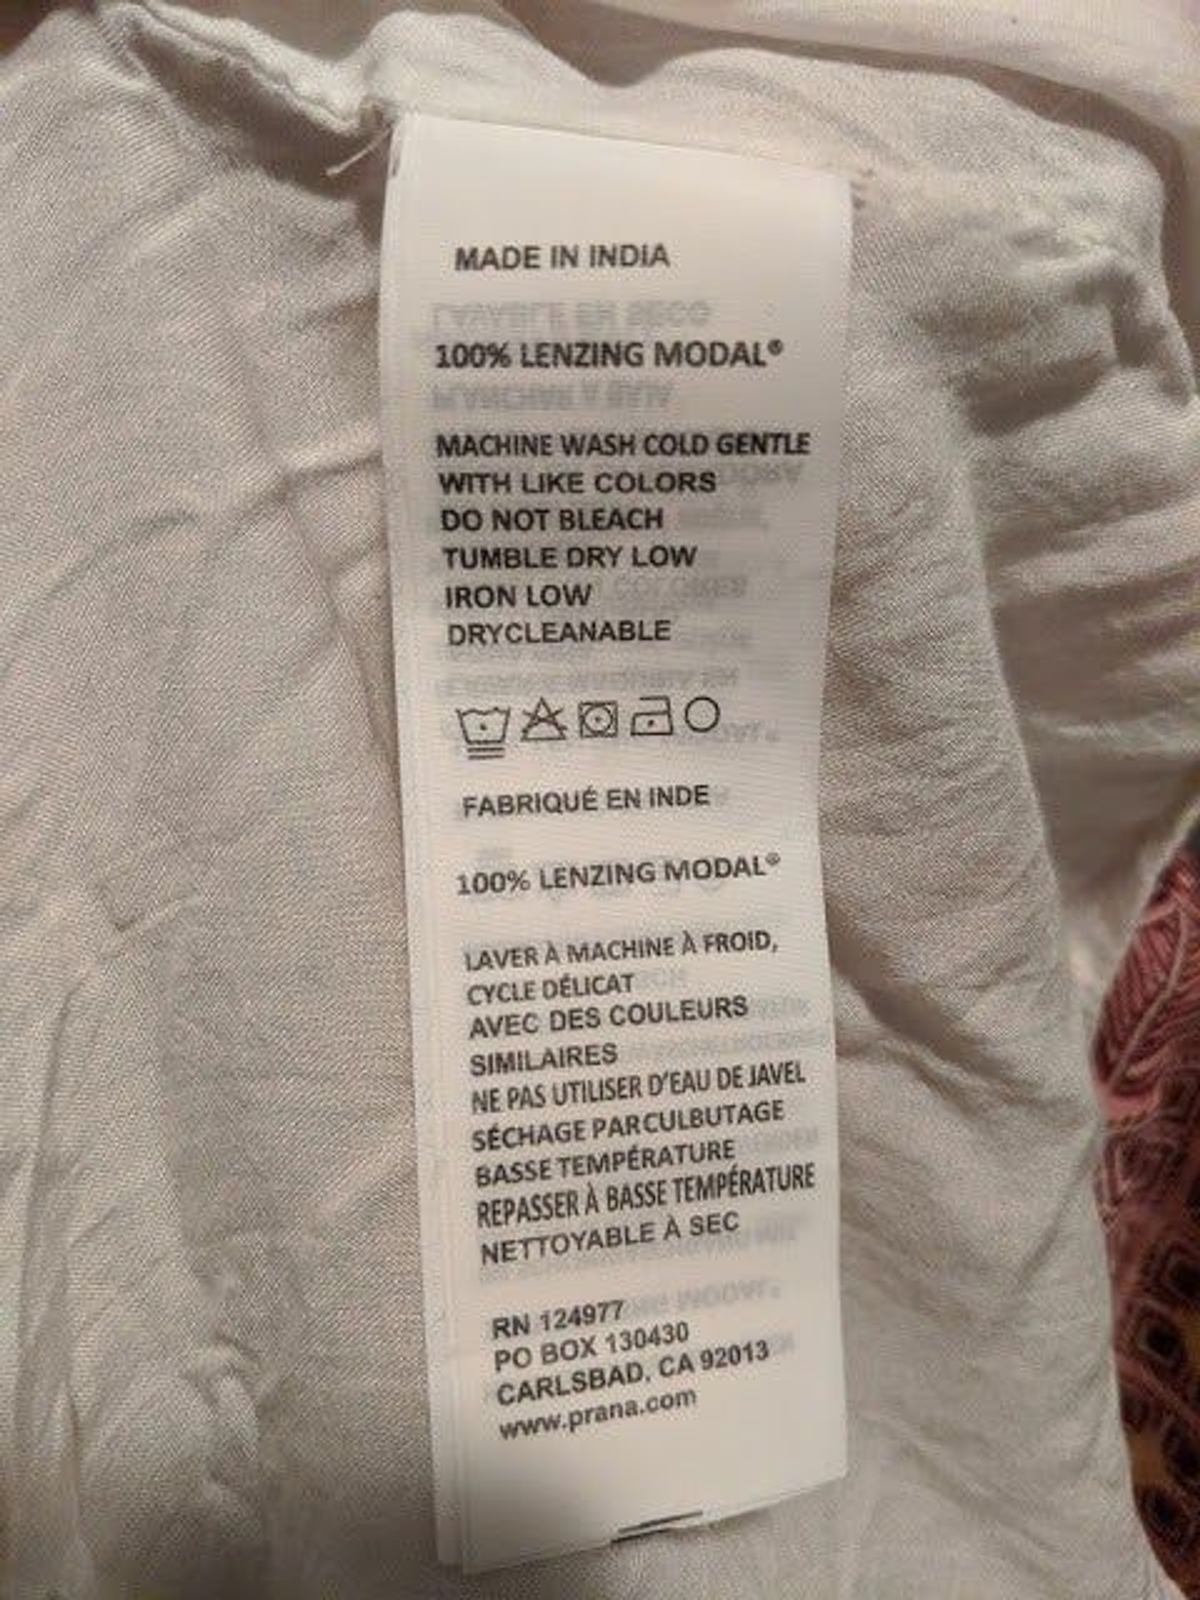 MADE IN INDIA
100% LENZING MODAL®
MACHINE WASH COLD GENTLE
WITH LIKE COLORS
DO NOT BLEACH
TUMBLE DRY LOW
IRON LOW
DRYCLEANABLE
FABRIQUÉ EN INDE
100% LENZING MODAL®
LAVER À MACHINE À FROID,
CYCLE DÉLICAT
AVEC DES COULEURS
SIMILAIRES
NE PAS UTILISER D'EAU DE JAVEL
SÉCHAGE PAR CULBUTAGE
BASSE TEMPÉRATURE
REPASSER À BASSE TEMPÉRATURE
NETTOYABLE À SEC
RN 124977
PO BOX 130430
CARLSBAD, CA 92013
www.prana.com